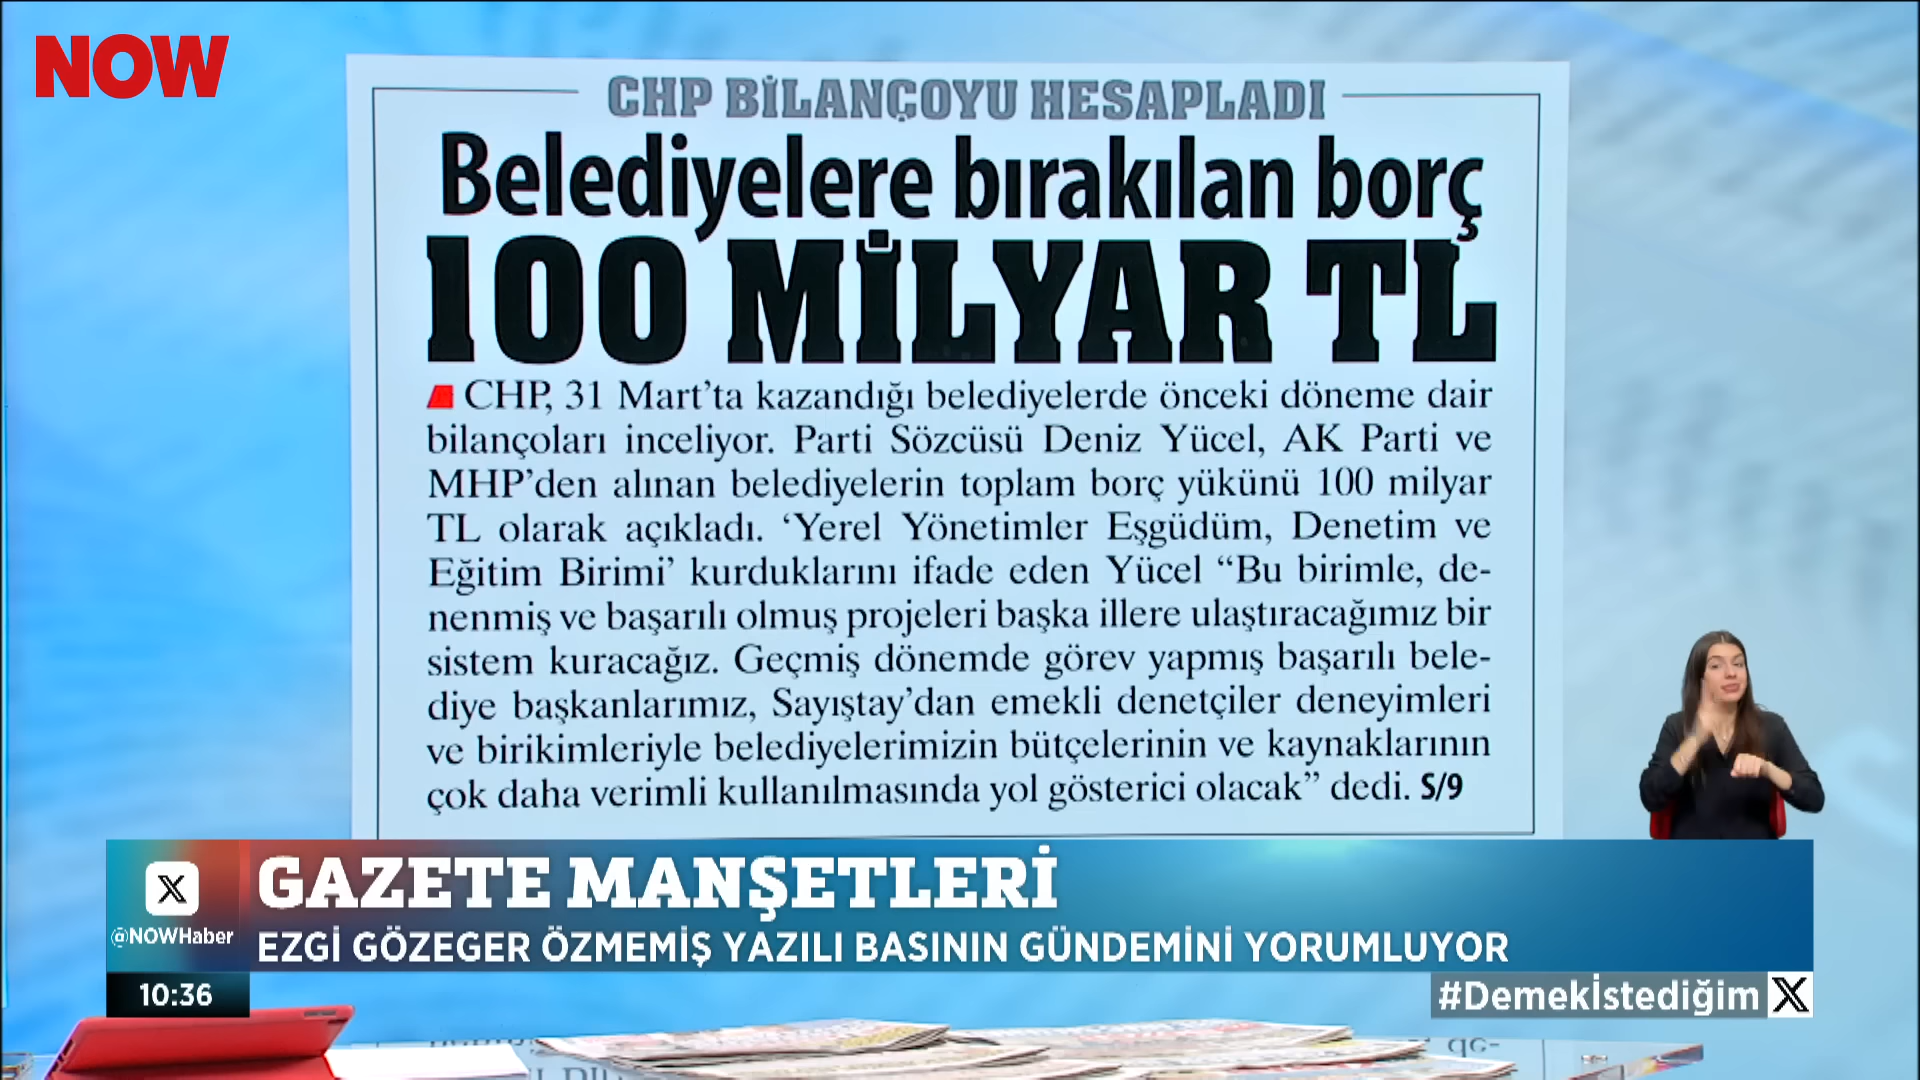 NOW
CHP BİLANÇOYU HESAPLADI
Belediyelere bırakılan borç
100 MİLYAR TL
CHP, 31 Mart'ta kazandığı belediyelerde önceki döneme dair
bilançoları inceliyor. Parti Sözcüsü Deniz Yücel, AK Parti ve
MHP'den alınan belediyelerin toplam borç yükünü 100 milyar
TL olarak açıkladı. ‘Yerel Yönetimler Eşgüdüm, Denetim ve
Eğitim Birimi’ kurduklarını ifade eden Yücel “Bu birimle, de-
nenmiş ve başarılı olmuş projeleri başka illere ulaştıracağımız bir
sistem kuracağız. Geçmiş dönemde görev yapmış başarılı bele-
diye başkanlarımız, Sayıştay’dan emekli denetçiler deneyimleri
ve birikimleriyle belediyelerimizin bütçelerinin ve kaynaklarının
çok daha verimli kullanılmasında yol gösterici olacak” dedi. S/9
GAZETE MANŞETLERİ
@NOWHaber
EZGİ GÖZEGER ÖZMEMİŞ YAZILI BASININ GÜNDEMİNİ YORUMLUYOR
10:36
#Demekİstediğim X